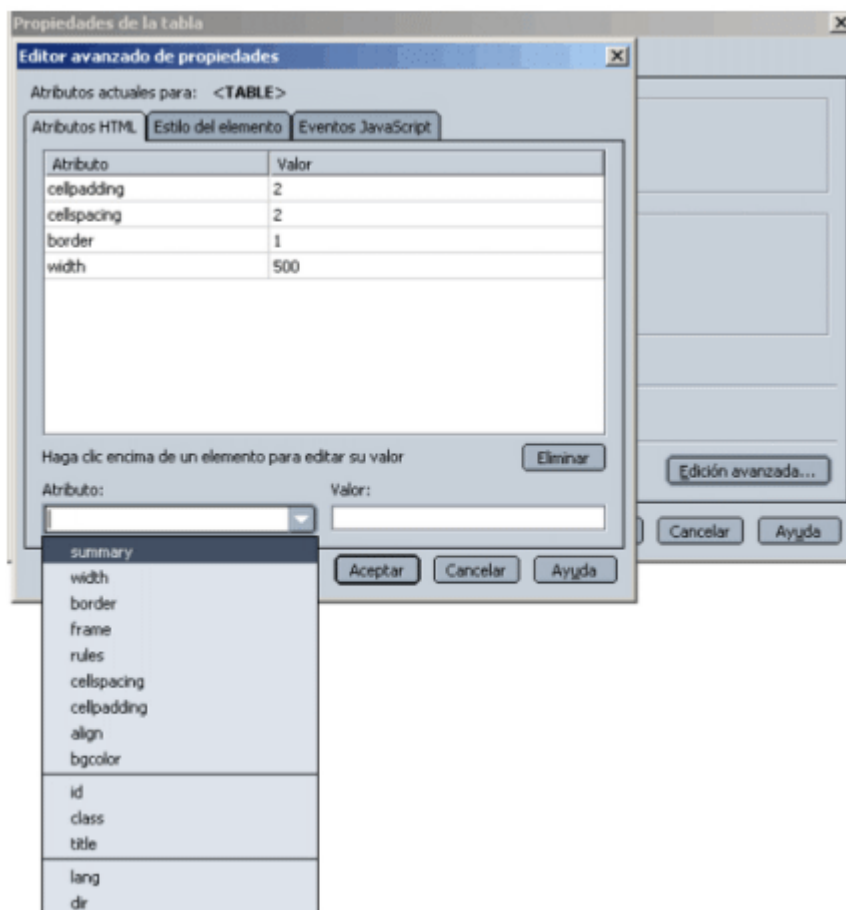 Propiedades de la tabla
Editor avanzado de propiedades
Atributos actuales para: <TABLE>
Atributos HTML Estilo del elemento Eventos JavaScript
Atributo Valor
cellpadding 2
cellspacing 2
border 1
width 500
Haga clic encima de un elemento para editar su valor Eliminar
Edición avanzada...
Atributo: Valor:
Cancelar Ayuda
summary
Aceptar Cancelar Ayuda
width
border
frame
rules
cellspacing
cellpadding
align
bgcolor
id
class
title
lang
dir